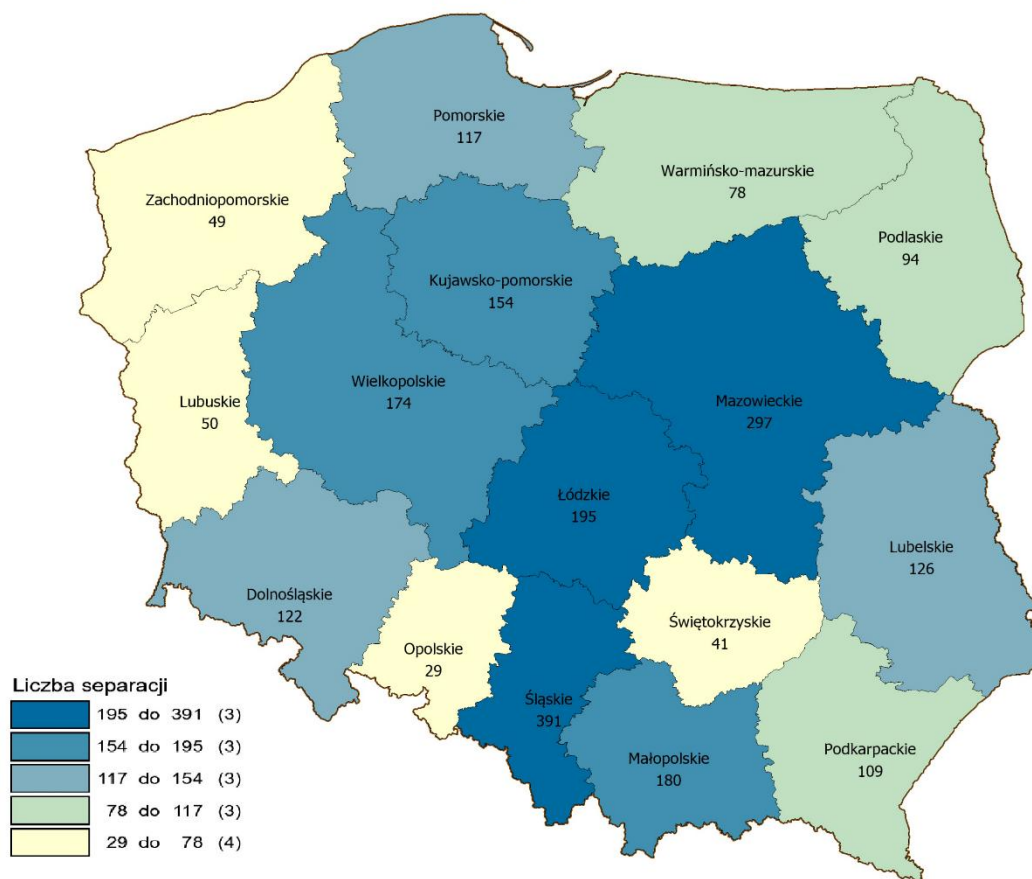 Pomorskie
117
Warmińsko-mazurskie
78
Zachodniopomorskie
49
Podlaskie
94
Kujawsko-pomorskie
154
Wielkopolskie
174
Lubuskie
50
Mazowieckie
297
Łódzkie
195
Lubelskie
126
Dolnośląskie
122
Świętokrzyskie
41
Opolskie
29
Śląskie
391
Małopolskie
180
Podkarpackie
109
Liczba separacji
195 do 391 (3)
154 do 195 (3)
117 do 154 (3)
78 do 117 (3)
29 do 78 (4)